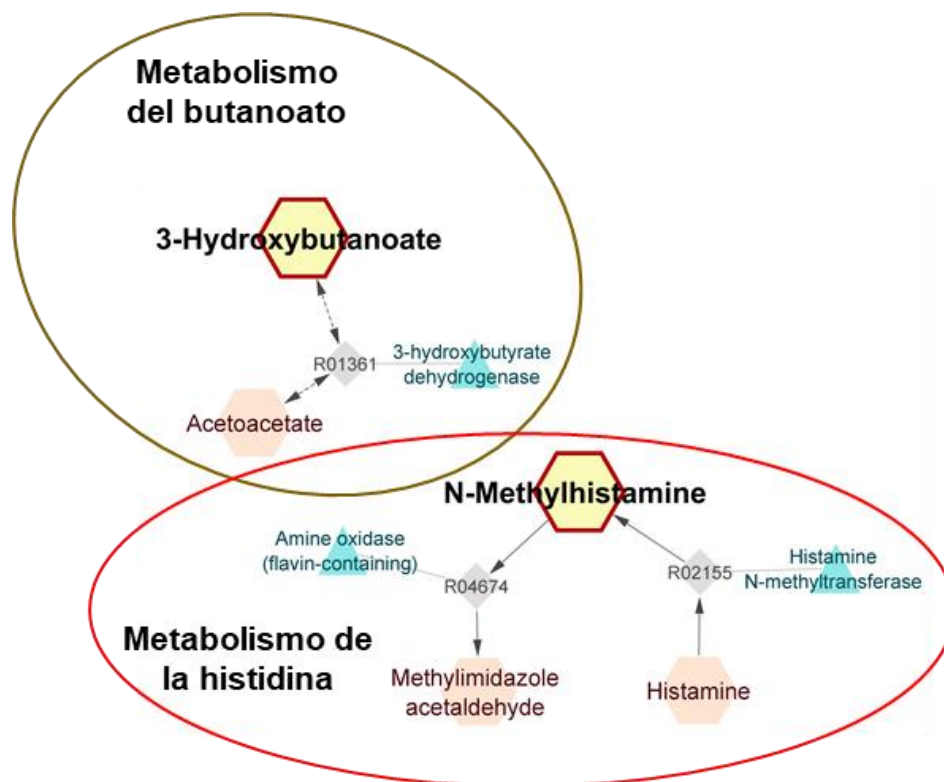 Metabolismo
del butanoato
3-Hydroxybutanoate
R01361
3-hydroxybutyrate
dehydrogenase
Acetoacetate
N-Methylhistamine
Amine oxidase
(flavin-containing)
R04674
R02155
Histamine
N-methyltransferase
Metabolismo de
la histidina
Methylimidazole
acetaldehyde
Histamine